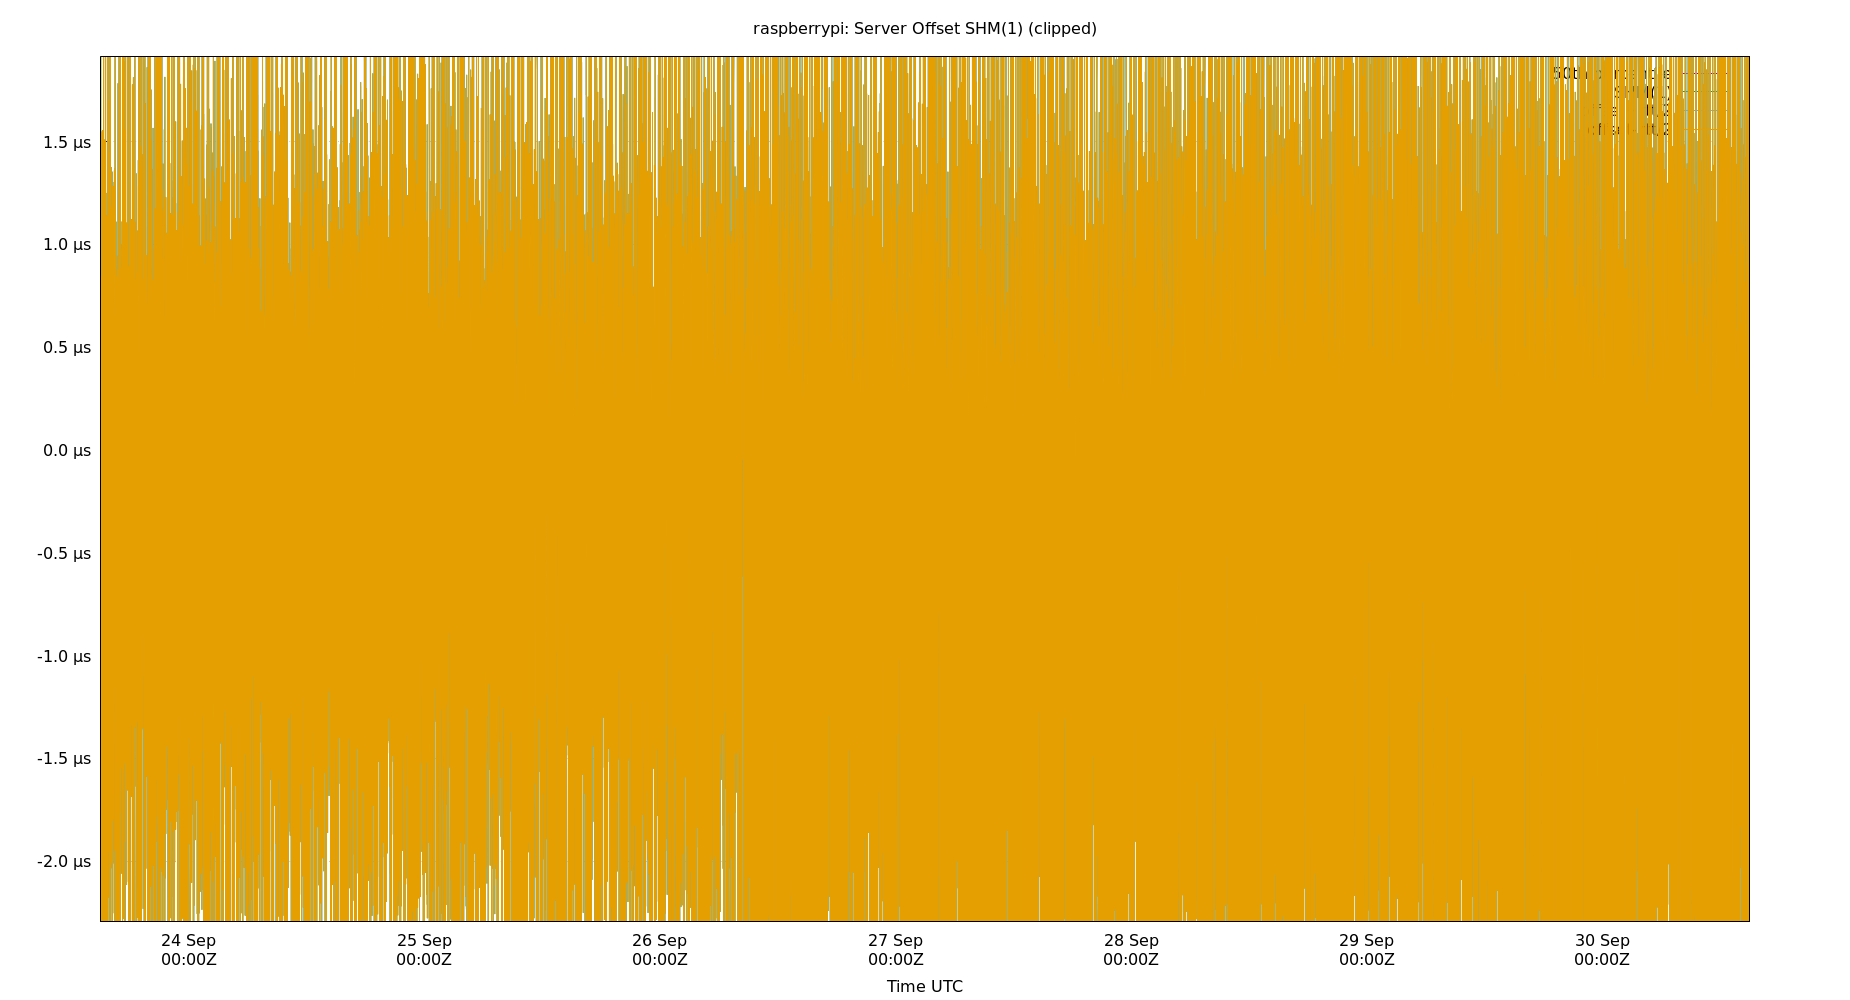 raspberrypi: Server Offset SHM(1) (clipped)
1.5 µs
1.0 µs
0.5 µs
0.0 µs
-0.5 µs
-1.0 µs
-1.5 µs
-2.0 µs
24 Sep 25 Sep 26 Sep 27 Sep 28 Sep 29 Sep 30 Sep
00:00Z 00:00Z 00:00Z 00:00Z 00:00Z 00:00Z 00:00Z
Time UTC